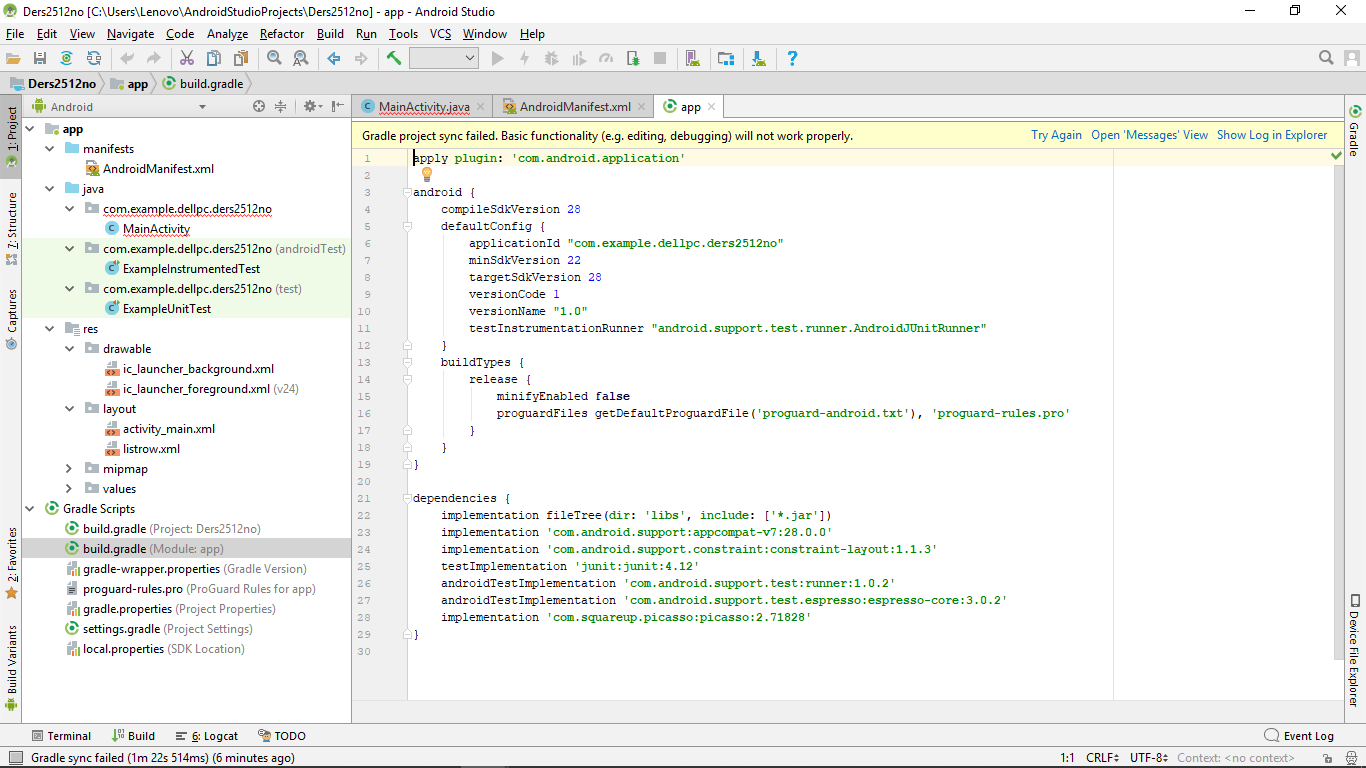 Ders2512no [C:\Users\Lenovo\AndroidStudioProjects\Ders2512no] - app - Android Studio
File Edit View Navigate Code Analyze Refactor Build Run Tools VCS Window Help
Ders2512no app build.gradle
1: Project
7: Structure
Captures
2: Favorites
Build Variants
Android
app
manifests
AndroidManifest.xml
java
com.example.dellpc.ders2512no
MainActivity
com.example.dellpc.ders2512no (androidTest)
ExampleInstrumentedTest
com.example.dellpc.ders2512no (test)
ExampleUnitTest
res
drawable
ic_launcher_background.xml
ic_launcher_foreground.xml (v24)
layout
activity_main.xml
listrow.xml
mipmap
values
Gradle Scripts
build.gradle (Project: Ders2512no)
build.gradle (Module: app)
gradle-wrapper.properties (Gradle Version)
proguard-rules.pro (ProGuard Rules for app)
gradle.properties (Project Properties)
settings.gradle (Project Settings)
local.properties (SDK Location)
MainActivity.java AndroidManifest.xml app
Gradle project sync failed. Basic functionality (e.g. editing, debugging) will not work properly. Try Again Open 'Messages' View Show Log in Explorer
1 apply plugin: 'com.android.application'
2
3 android {
4 compileSdkVersion 28
5 defaultConfig {
6 applicationId "com.example.dellpc.ders2512no"
7 minSdkVersion 22
8 targetSdkVersion 28
9 versionCode 1
10 versionName "1.0"
11 testInstrumentationRunner "android.support.test.runner.AndroidJUnitRunner"
12 }
13 buildTypes {
14 release {
15 minifyEnabled false
16 proguardFiles getDefaultProguardFile('proguard-android.txt'), 'proguard-rules.pro'
17 }
18 }
19 }
20
21 dependencies {
22 implementation fileTree(dir: 'libs', include: ['*.jar'])
23 implementation 'com.android.support:appcompat-v7:28.0.0'
24 implementation 'com.android.support.constraint:constraint-layout:1.1.3'
25 testImplementation 'junit:junit:4.12'
26 androidTestImplementation 'com.android.support.test:runner:1.0.2'
27 androidTestImplementation 'com.android.support.test.espresso:espresso-core:3.0.2'
28 implementation 'com.squareup.picasso:picasso:2.71828'
29 }
30
Gradle
Device File Explorer
Terminal Build 6: Logcat TODO Event Log
Gradle sync failed (1m 22s 514ms) (6 minutes ago) 1:1 CRLF UTF-8 Context: <no context>